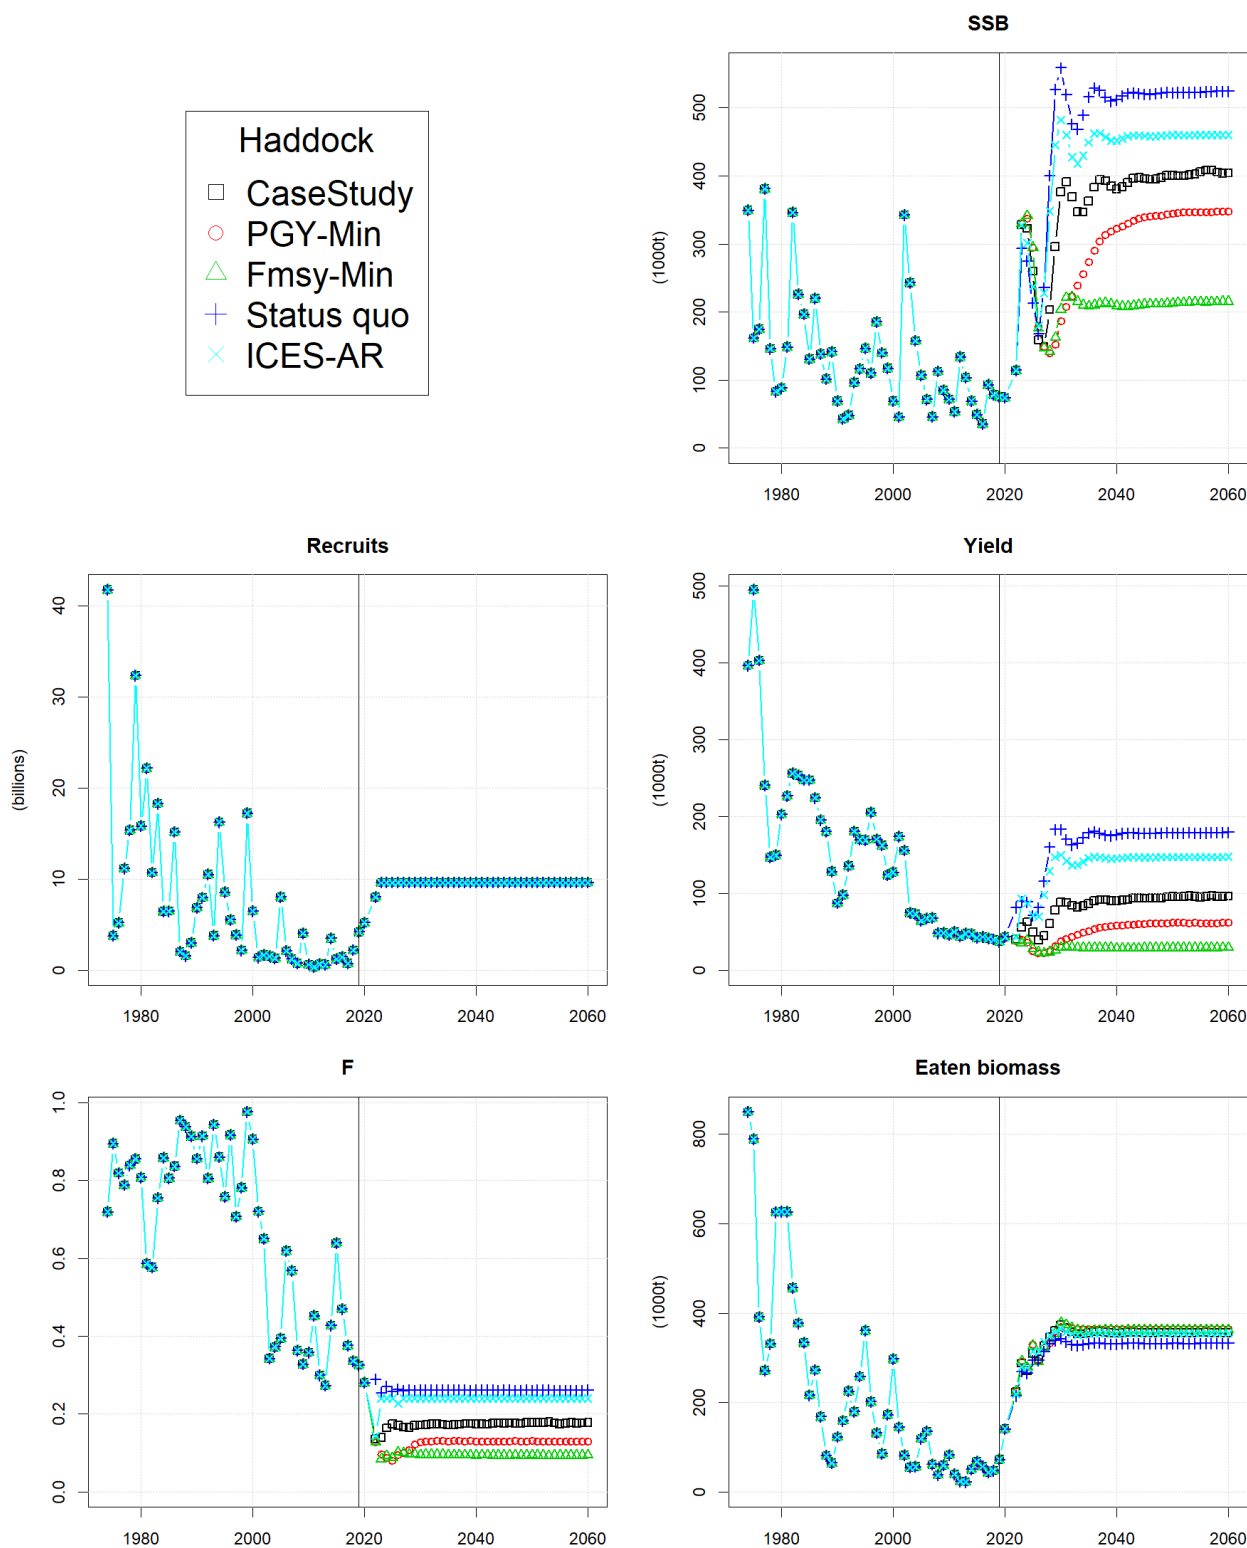 SSB
Haddock
CaseStudy
PGY-Min
Fmsy-Min
Status quo
ICES-AR
(1000t)
0 100 200 300 400 500
1980 2000 2020 2040 2060
Recruits
(billions)
0 10 20 30 40
1980 2000 2020 2040 2060
Yield
(1000t)
0 100 200 300 400 500
1980 2000 2020 2040 2060
F
0.0 0.2 0.4 0.6 0.8 1.0
1980 2000 2020 2040 2060
Eaten biomass
(1000t)
0 200 400 600 800
1980 2000 2020 2040 2060